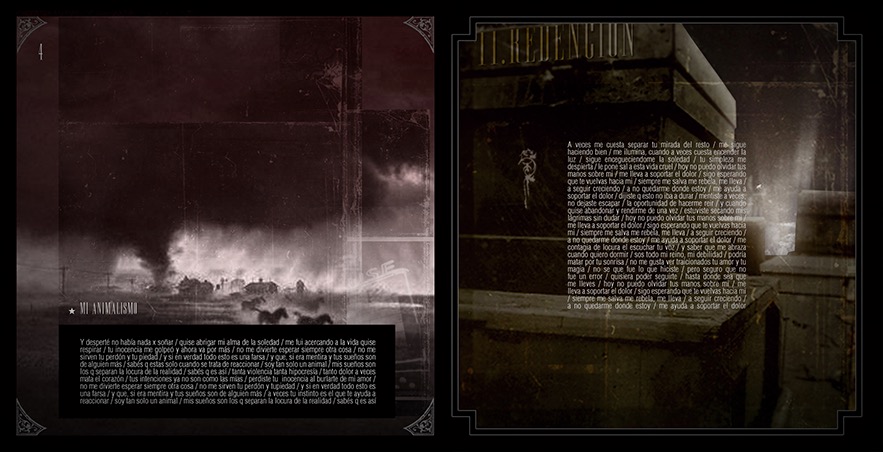 4
MI ANIMALISMO
Y desperté no había nada x soñar / quise abrigar mi alma de la soledad / me fui acercando a la vida quise
respirar / tu inocencia me golpeó y ahora va por más / no me divierte esperar siempre otra cosa / no me
sirven tu perdón y tu piedad / y si en verdad todo esto es una farsa / y que, si era mentira y tus sueños son
de alguien más / sabés q estas solo cuando se trata de reaccionar / soy tan solo un animal / mis sueños son
los q separan la locura de la realidad / sabés q es así / tanta violencia tanta hipocresía / tanto dolor a veces
mata el corazón / tus intenciones ya no son como las mías / perdiste tu inocencia al burlarte de mi amor /
no me divierte esperar siempre otra cosa / no me sirven tu perdón y tupiedad / y si en verdad todo esto es
una farsa / y que, si era mentira y tus sueños son de alguien más / a veces tu instinto es el que te ayuda a
reaccionar / soy tan solo un animal / mis sueños son los q separan la locura de la realidad / sabés q es así
11.REDENCION
A veces me cuesta separar tu mirada del resto / me sigue
haciendo bien / me ilumina, cuando a veces cuesta encender la
luz / sigue encegueciendome la soledad / tu simpleza me
despierta / le pone sal a esta vida cruel / hoy no puedo olvidar tus
manos sobre mi / me lleva a soportar el dolor / sigo esperando
que te vuelvas hacia mi / siempre me salva me rebela, me lleva /
a seguir creciendo / a no quedarme donde estoy / me ayuda a
soportar el dolor / dijiste q esto no iba a durar / mentiste a veces
no dejaste escapar / la oportunidad de hacerme reir / y cuando
quise abandonar y rendirme de una vez / estuviste secando mis
lágrimas sin dudar / hoy no puedo olvidar tus manos sobre mi /
me lleva a soportar el dolor / sigo esperando que te vuelvas hacia
mi / siempre me salva me rebela, me lleva / a seguir creciendo /
a no quedarme donde estoy / me ayuda a soportar el dolor / me
contagia de locura el escuchar tu voz / y saber que me abraza
cuando quiero dormir / sos todo mi reino, mi debilidad / podría
matar por tu sonrisa / no me gusta ver traicionados tu amor y tu
magia / no se que fue lo que hiciste / pero seguro que no
fue un error / quisiera poder seguirte / hasta donde sea que
me lleves / hoy no puedo olvidar tus manos sobre mi / me
lleva a soportar el dolor / sigo esperando que te vuelvas hacia mi
/ siempre me salva me rebela, me lleva / a seguir creciendo /
a no quedarme donde estoy / me ayuda a soportar el dolor